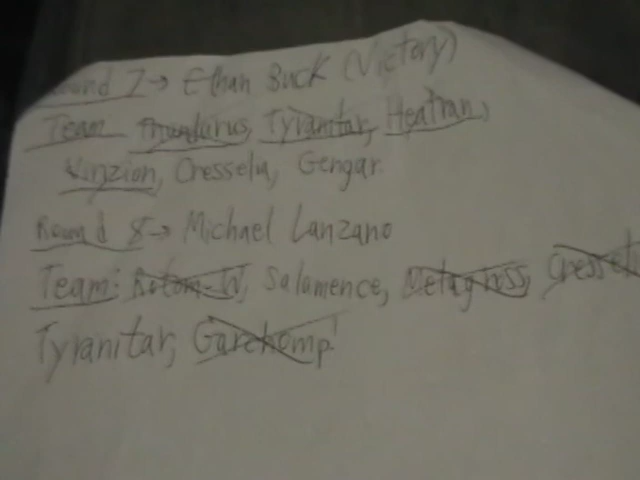 Round 7→ Ethan Buck (Victory)
Team Thundurus, Tyranitar, Heatran,
Virizion, Cresselia, Gengar.
Round 8→ Michael Lanzano
Team: Rotom-W, Salamence, Metagross, Cresselia
Tyranitar, Garchomp